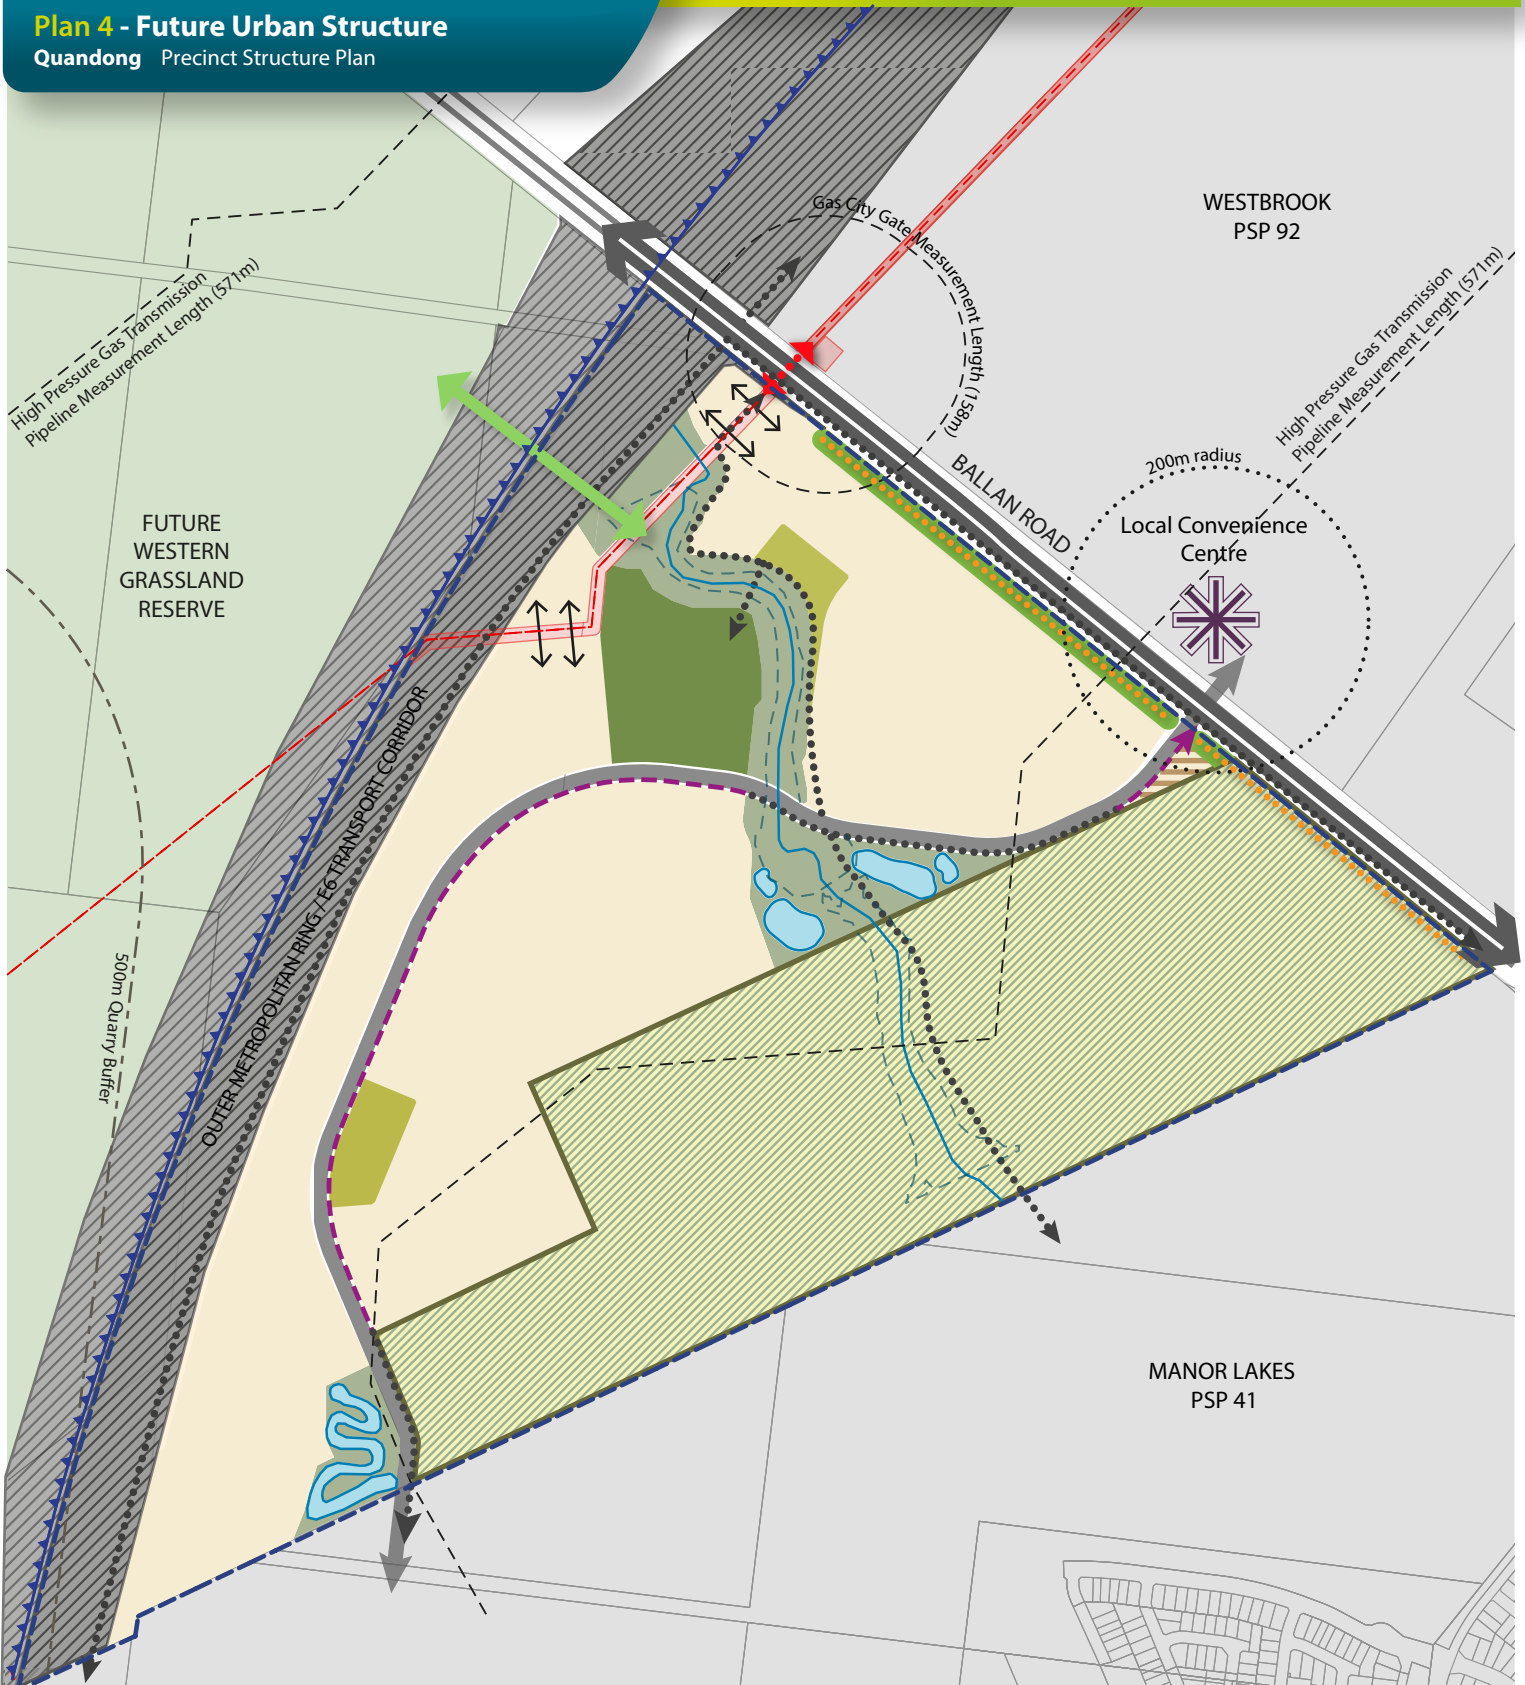 Plan 4 - Future Urban Structure
Quandong Precinct Structure Plan
WESTBROOK
PSP 92
Gas City Gate Measurement Length (158m)
High Pressure Gas Transmission
Pipeline Measurement Length (571m)
High Pressure Gas Transmission
Pipeline Measurement Length (571m)
BALLAN ROAD
200m radius
Local Convenience
Centre
FUTURE
WESTERN
GRASSLAND
RESERVE
OUTER METROPOLITAN RING / E6 TRANSPORT CORRIDOR
500m Quarry Buffer
MANOR LAKES
PSP 41